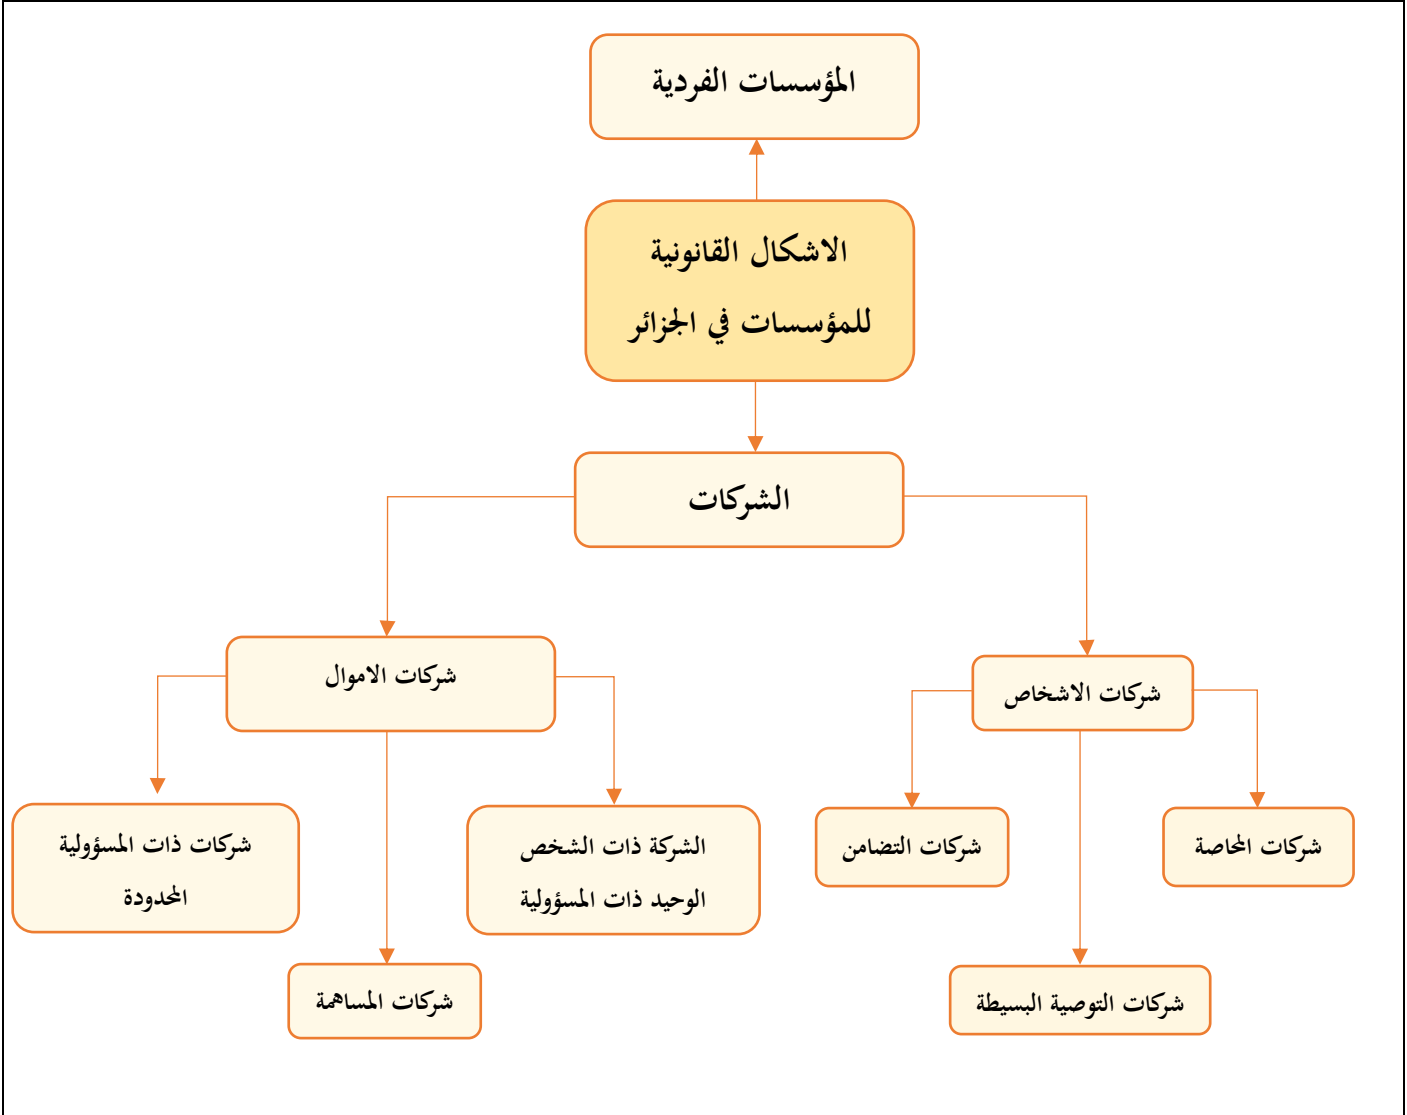 المؤسسات الفردية
الاشكال القانونية
للمؤسسات في الجزائر
الشركات
شركات الاشخاص
شركات الاموال
شركات المحاصة
شركات التضامن
الشركة ذات الشخص
الوحيد ذات المسؤولية
شركات ذات المسؤولية
المحدودة
شركات التوصية البسيطة
شركات المساهمة